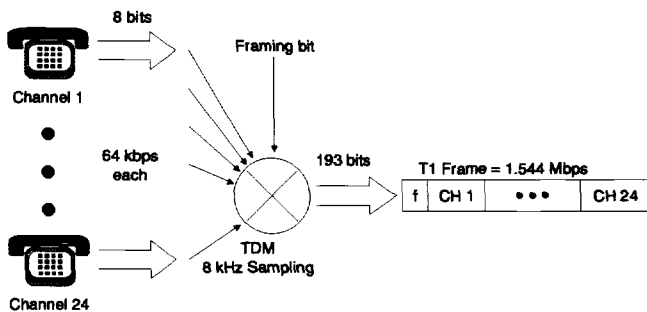 8 bits
Framing bit
Channel 1
64 kbps
each
193 bits
T1 Frame = 1.544 Mbps
f CH 1 CH 24
TDM
8 kHz Sampling
Channel 24